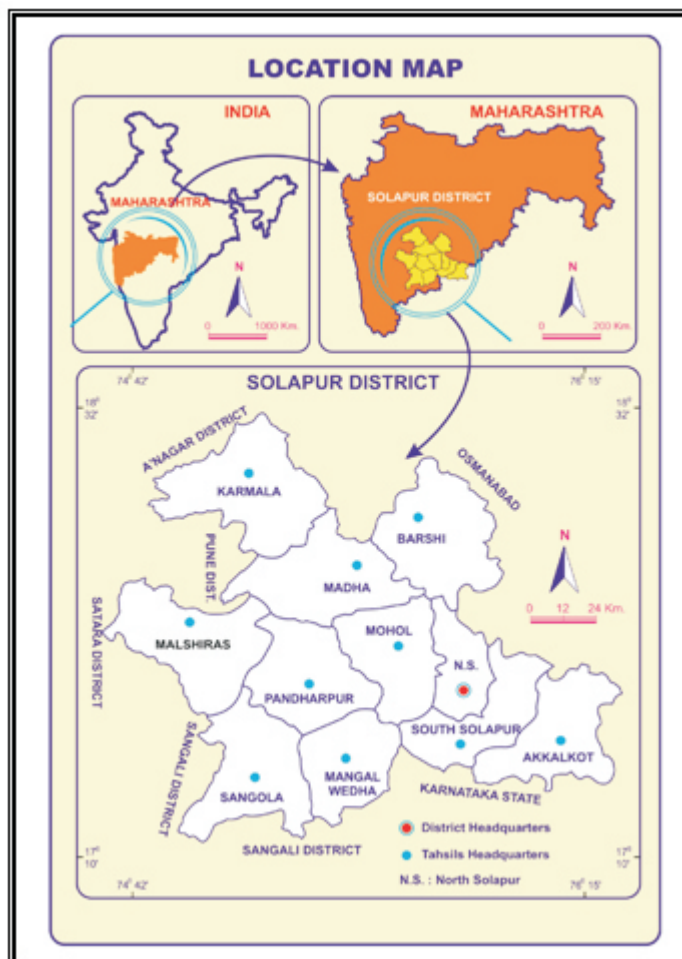 LOCATION MAP
INDIA
MAHARASHTRA
N
0 1000 Km.
MAHARASHTRA
SOLAPUR DISTRICT
N
0 200 Km.
74° 42'
SOLAPUR DISTRICT
76° 15'
18°
32'
18°
32'
A'NAGAR DISTRICT
KARMALA
OSMANABAD
BARSHI
PUNE DIST.
MADHA
N
0 12 24 Km.
SATARA DISTRICT
MALSHIRAS
MOHOL
N.S.
PANDHARPUR
SOUTH SOLAPUR
AKKALKOT
SANGALI DISTRICT
SANGOLA
MANGAL
WEDHA
KARNATAKA STATE
SANGALI DISTRICT
District Headquarters
Tahsils Headquarters
N.S. : North Solapur
17°
10'
17°
10'
74° 42'
76° 15'